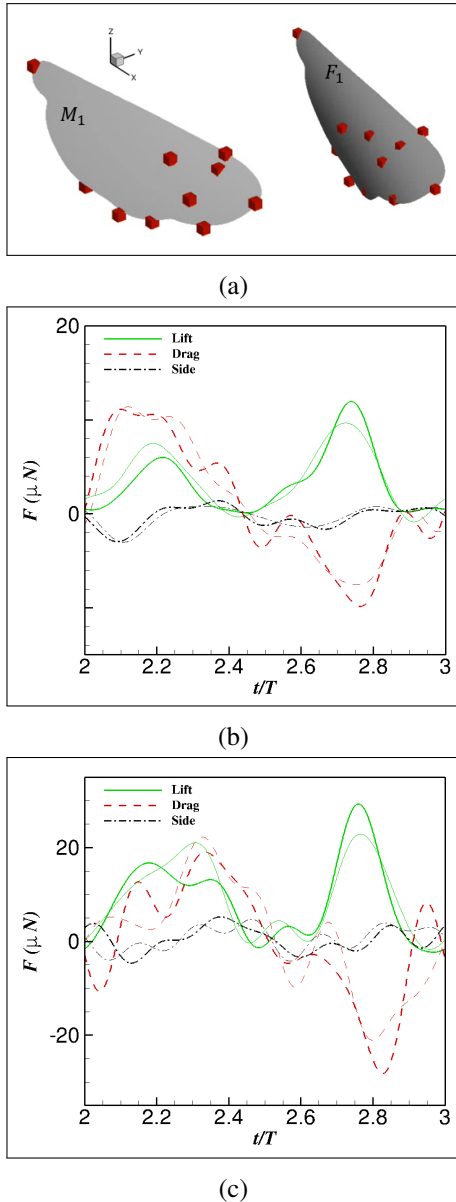 Z
Y
X
M1
F1
(a)
20
Lift
Drag
Side
F (μ N)
0
2 2.2 2.4 2.6 2.8 3
t/T
(b)
Lift
Drag
Side
20
F (μ N)
0
-20
2 2.2 2.4 2.6 2.8 3
t/T
(c)